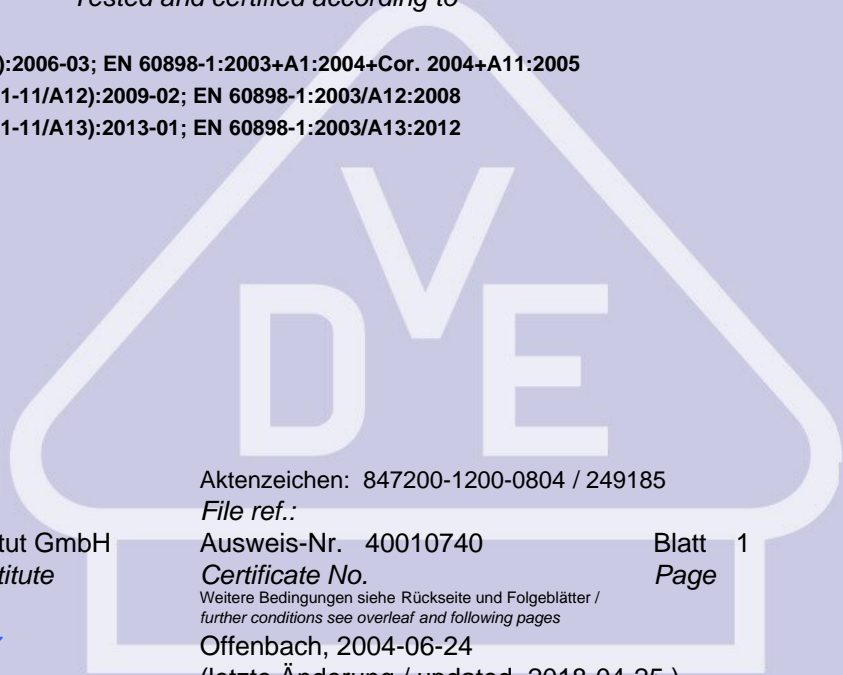 Tested and certified according to
):2006-03; EN 60898-1:2003+A1:2004+Cor. 2004+A11:2005
1-11/A12):2009-02; EN 60898-1:2003/A12:2008
1-11/A13):2013-01; EN 60898-1:2003/A13:2012
VDE
Aktenzeichen: 847200-1200-0804 / 249185
File ref.:
tut GmbH Ausweis-Nr. 40010740 Blatt 1
titute Certificate No. Page
Weitere Bedingungen siehe Rückseite und Folgeblätter /
further conditions see overleaf and following pages
Offenbach, 2004-06-24
(letzte Änderung / updated 2018-04-25 )